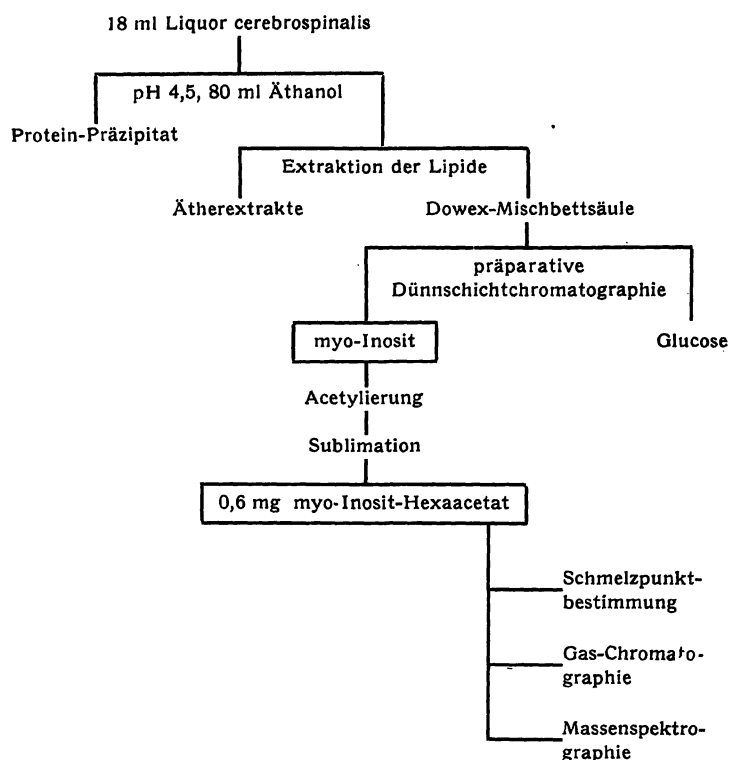 18 ml Liquor cerebrospinalis
pH 4,5, 80 ml Äthanol
Protein-Präzipitat
Extraktion der Lipide
Ätherextrakte
Dowex-Mischbettsäule
präparative
Dünnschichtchromatographie
myo-Inosit
Glucose
Acetylierung
Sublimation
0,6 mg myo-Inosit-Hexaacetat
Schmelzpunkt-
bestimmung
Gas-Chromato-
graphie
Massenspektro-
graphie